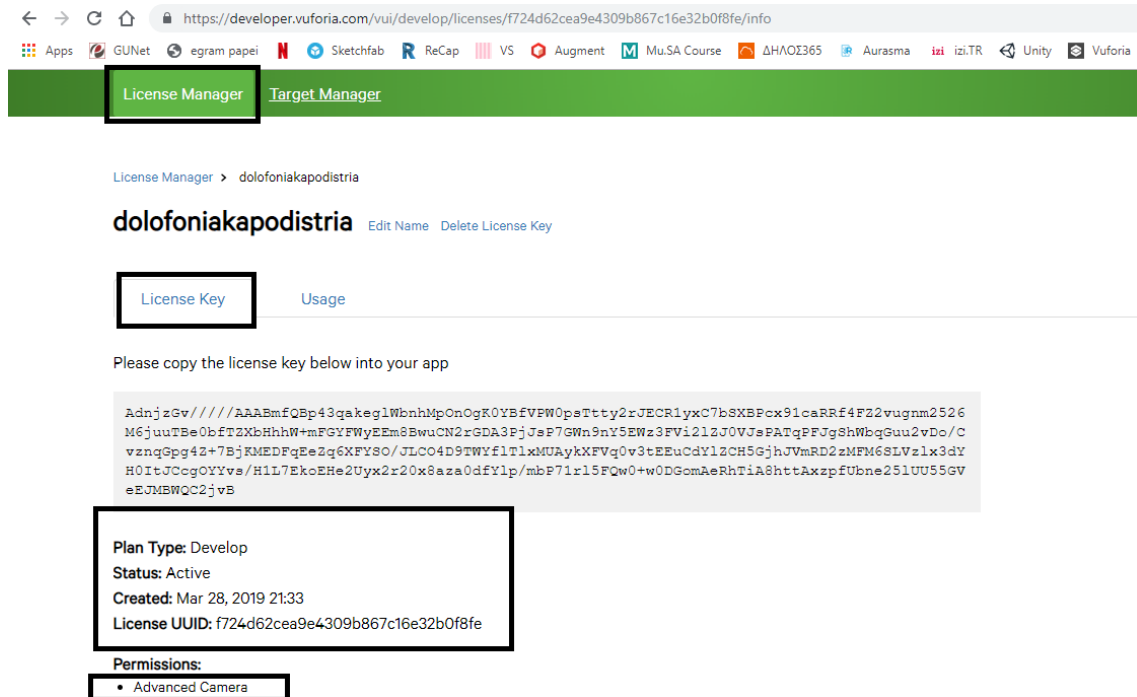 https://developer.vuforia.com/vui/develop/licenses/f724d62cea9e4309b867c16e32b0f8fe/info
Apps GUNet egram papei Sketchfab ReCap VS Augment Mu.SA Course ΔΗΛΟΣ365 Aurasma izi izi.TR Unity Vuforia
License Manager Target Manager
License Manager > dolofoniakapodistria
dolofoniakapodistria Edit Name Delete License Key
License Key Usage
Please copy the license key below into your app
AdnjzGv/////AAABmfQBp43qakeglWbnhMpOnOgK0YBfVPW0psTtty2rJECR1yxC7bSXBPcx91caRRf4FZ2vugnm2526
M6juuTBe0bfTZXbHhhW+mFGYFWyEEm8BwuCN2rGDA3PjJsP7GWn9nY5EWz3FVi2lZJ0VJsPATqPFJgShWbqGuu2vDo/C
vznqGpg4Z+7BjKMEDFqEeZq6XFYSO/JLCO4D9TWYflTlxMUAykXFVq0v3tEEuCdYlZCH5GjhJVmRD2zMFM6SLVzlx3dY
H0ItJCcgOYYvs/H1L7EkoEHe2Uyx2r20x8aza0dfYlp/mbP71rl5FQw0+w0DGomAeRhTiA8httAxzpfUbne25lUU55GV
eEJMBWQC2jvB
Plan Type: Develop
Status: Active
Created: Mar 28, 2019 21:33
License UUID: f724d62cea9e4309b867c16e32b0f8fe
Permissions:
• Advanced Camera